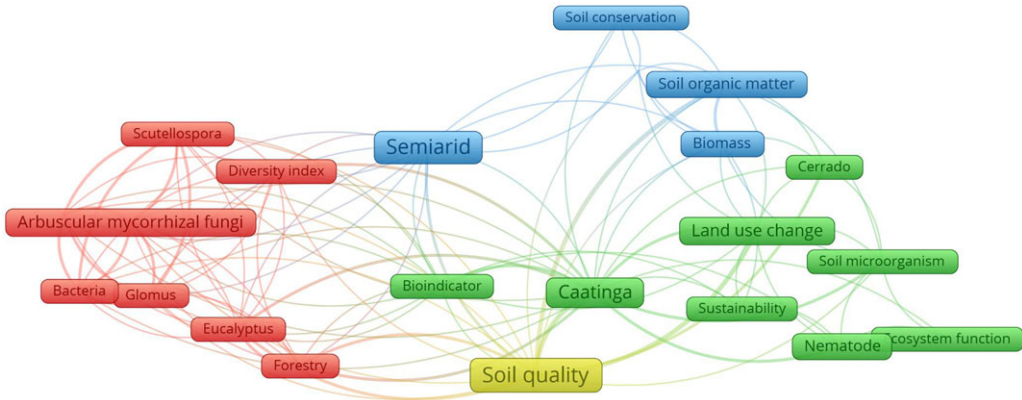 Soil conservation
Soil organic matter
Scutellospora
Semiarid
Biomass
Diversity index
Cerrado
Arbuscular mycorrhizal fungi
Land use change
Soil microorganism
Bioindicator
Caatinga
Bacteria
Glomus
Sustainability
Eucalyptus
Nematode
cosystem function
Forestry
Soil quality